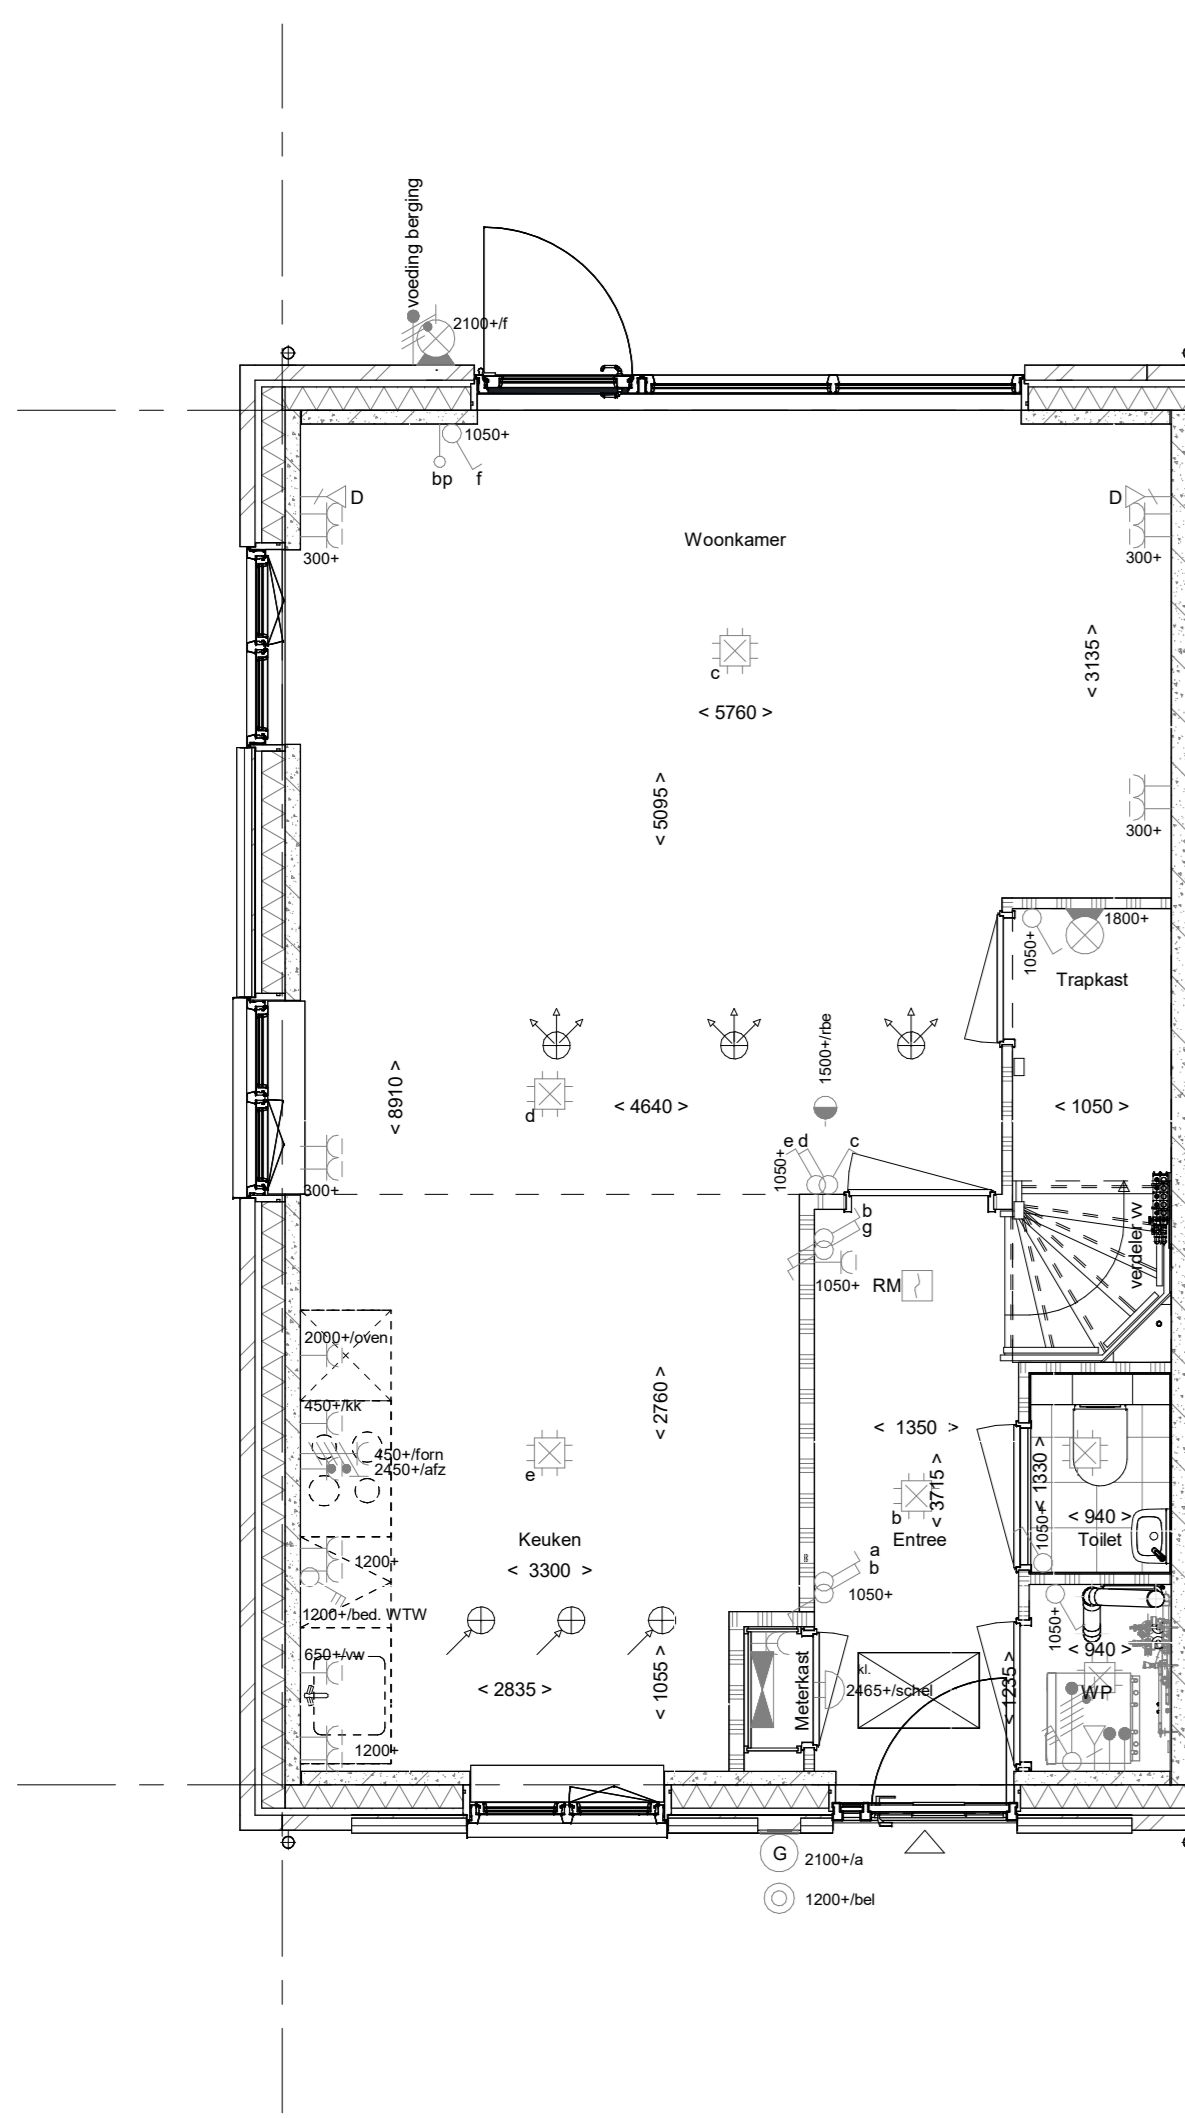 voeding berging
2100+/f
1050+
bp
f
D
300+
D
300+
Woonkamer
c
< 5760 >
< 3135 >
< 5095 >
300+
1050+
1800+
Trapkast
1500+/rbe
< 8910 >
d
< 4640 >
< 1050 >
e d
c
1050+
300+
b
g
1050+
RM
verdeler W
2000+/oven
450+/kk
450+/forn
2450+/afz
< 2760 >
e
< 1350 >
< 3715 >
b
Entree
< 1330 >
1050+
< 940 >
Toilet
Keuken
< 3300 >
1200+
1200+/bed. WTW
a
b
1050+
650+/vw
1200+
< 2835 >
< 1055 >
Meterkast
kl.
2465+/schel
< 1235 >
1050+
< 940 >
WP
G
2100+/a
1200+/bel